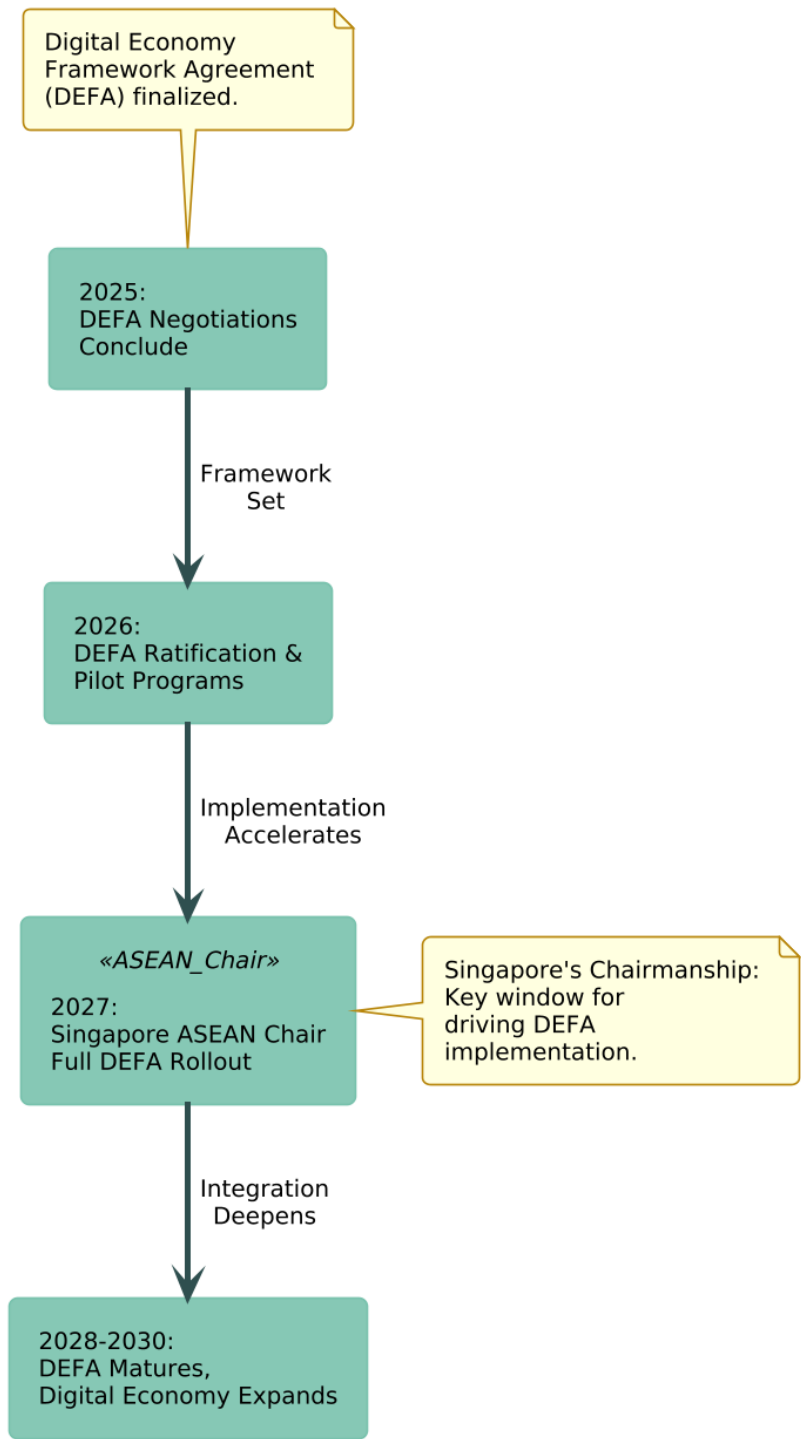 Digital Economy
Framework Agreement
(DEFA) finalized.
2025:
DEFA Negotiations
Conclude
Framework
Set
2026:
DEFA Ratification &
Pilot Programs
Implementation
Accelerates
«ASEAN_Chair»
2027:
Singapore ASEAN Chair
Full DEFA Rollout
Singapore's Chairmanship:
Key window for
driving DEFA
implementation.
Integration
Deepens
2028-2030:
DEFA Matures,
Digital Economy Expands